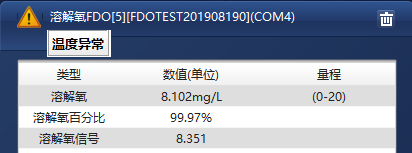 溶解氧FDO[5][FDOTEST201908190](COM4)
温度异常
类型 数值(单位) 量程
溶解氧 8.102mg/L (0-20)
溶解氧百分比 99.97%
溶解氧信号 8.351